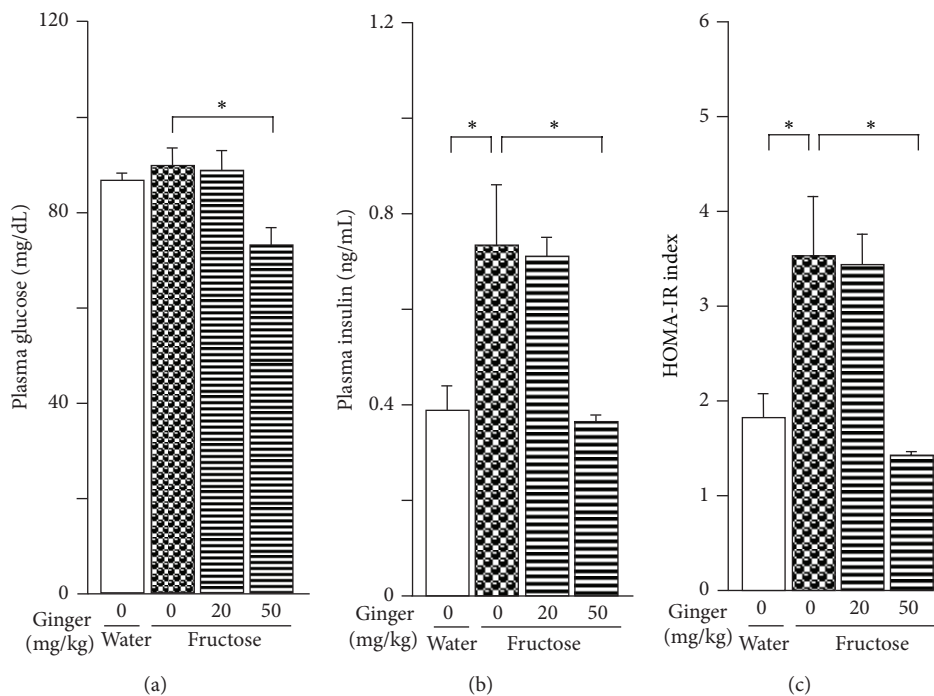 120
80
40
0
Plasma glucose (mg/dL)
*
Ginger
(mg/kg)
0 0 20 50
Water Fructose
(a)
1.2
0.8
0.4
0
Plasma insulin (ng/mL)
* *
Ginger
(mg/kg)
0 0 20 50
Water Fructose
(b)
6
5
4
3
2
1
0
HOMA-IR index
* *
Ginger
(mg/kg)
0 0 20 50
Water Fructose
(c)